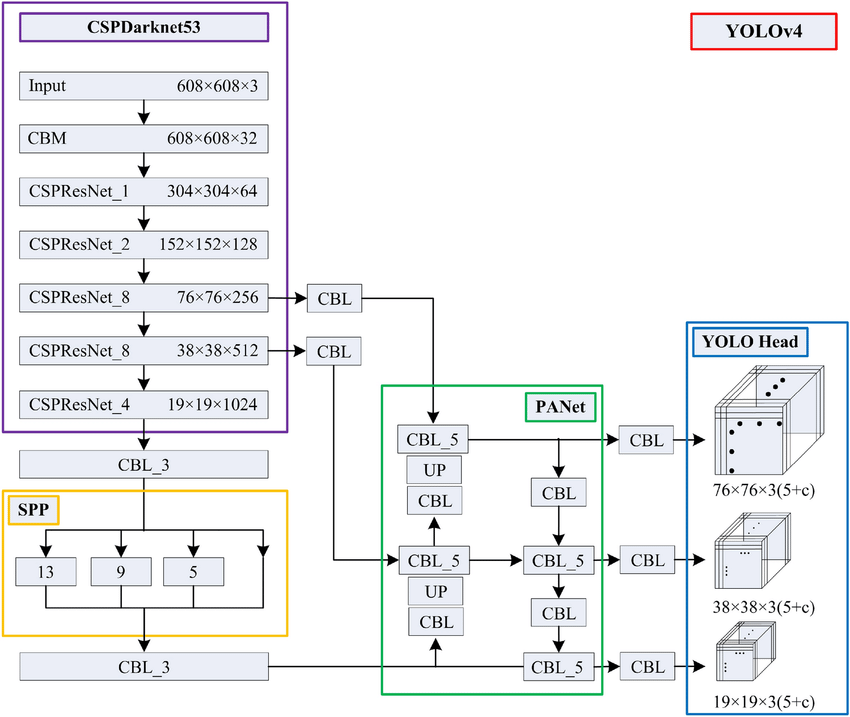 CSPDarknet53
YOLOv4
Input 608×608×3
CBM 608×608×32
CSPResNet_1 304×304×64
CSPResNet_2 152×152×128
CSPResNet_8 76×76×256
CBL
CSPResNet_8 38×38×512
CBL
CSPResNet_4 19×19×1024
CBL_3
SPP
13 9 5
CBL_3
PANet
CBL_5
UP
CBL
CBL
CBL_5
CBL_5
UP
CBL
CBL
CBL_5
CBL
CBL
CBL
YOLO Head
76×76×3(5+c)
38×38×3(5+c)
19×19×3(5+c)